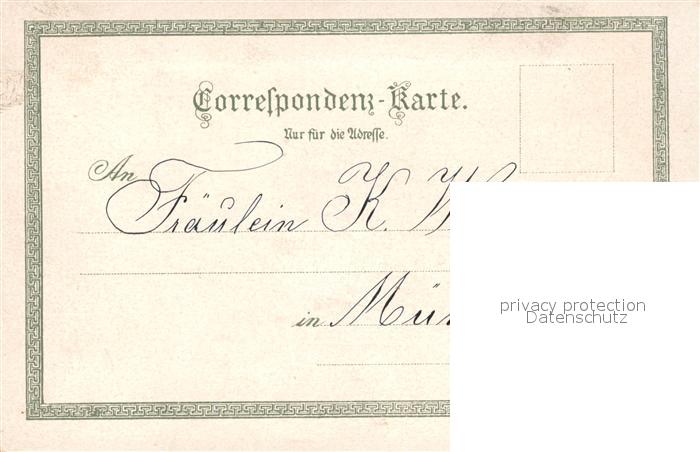 Correspondenz-Karte.
Nur für die Adresse.
An Fräulein K.
in
privacy protection
Datenschutz